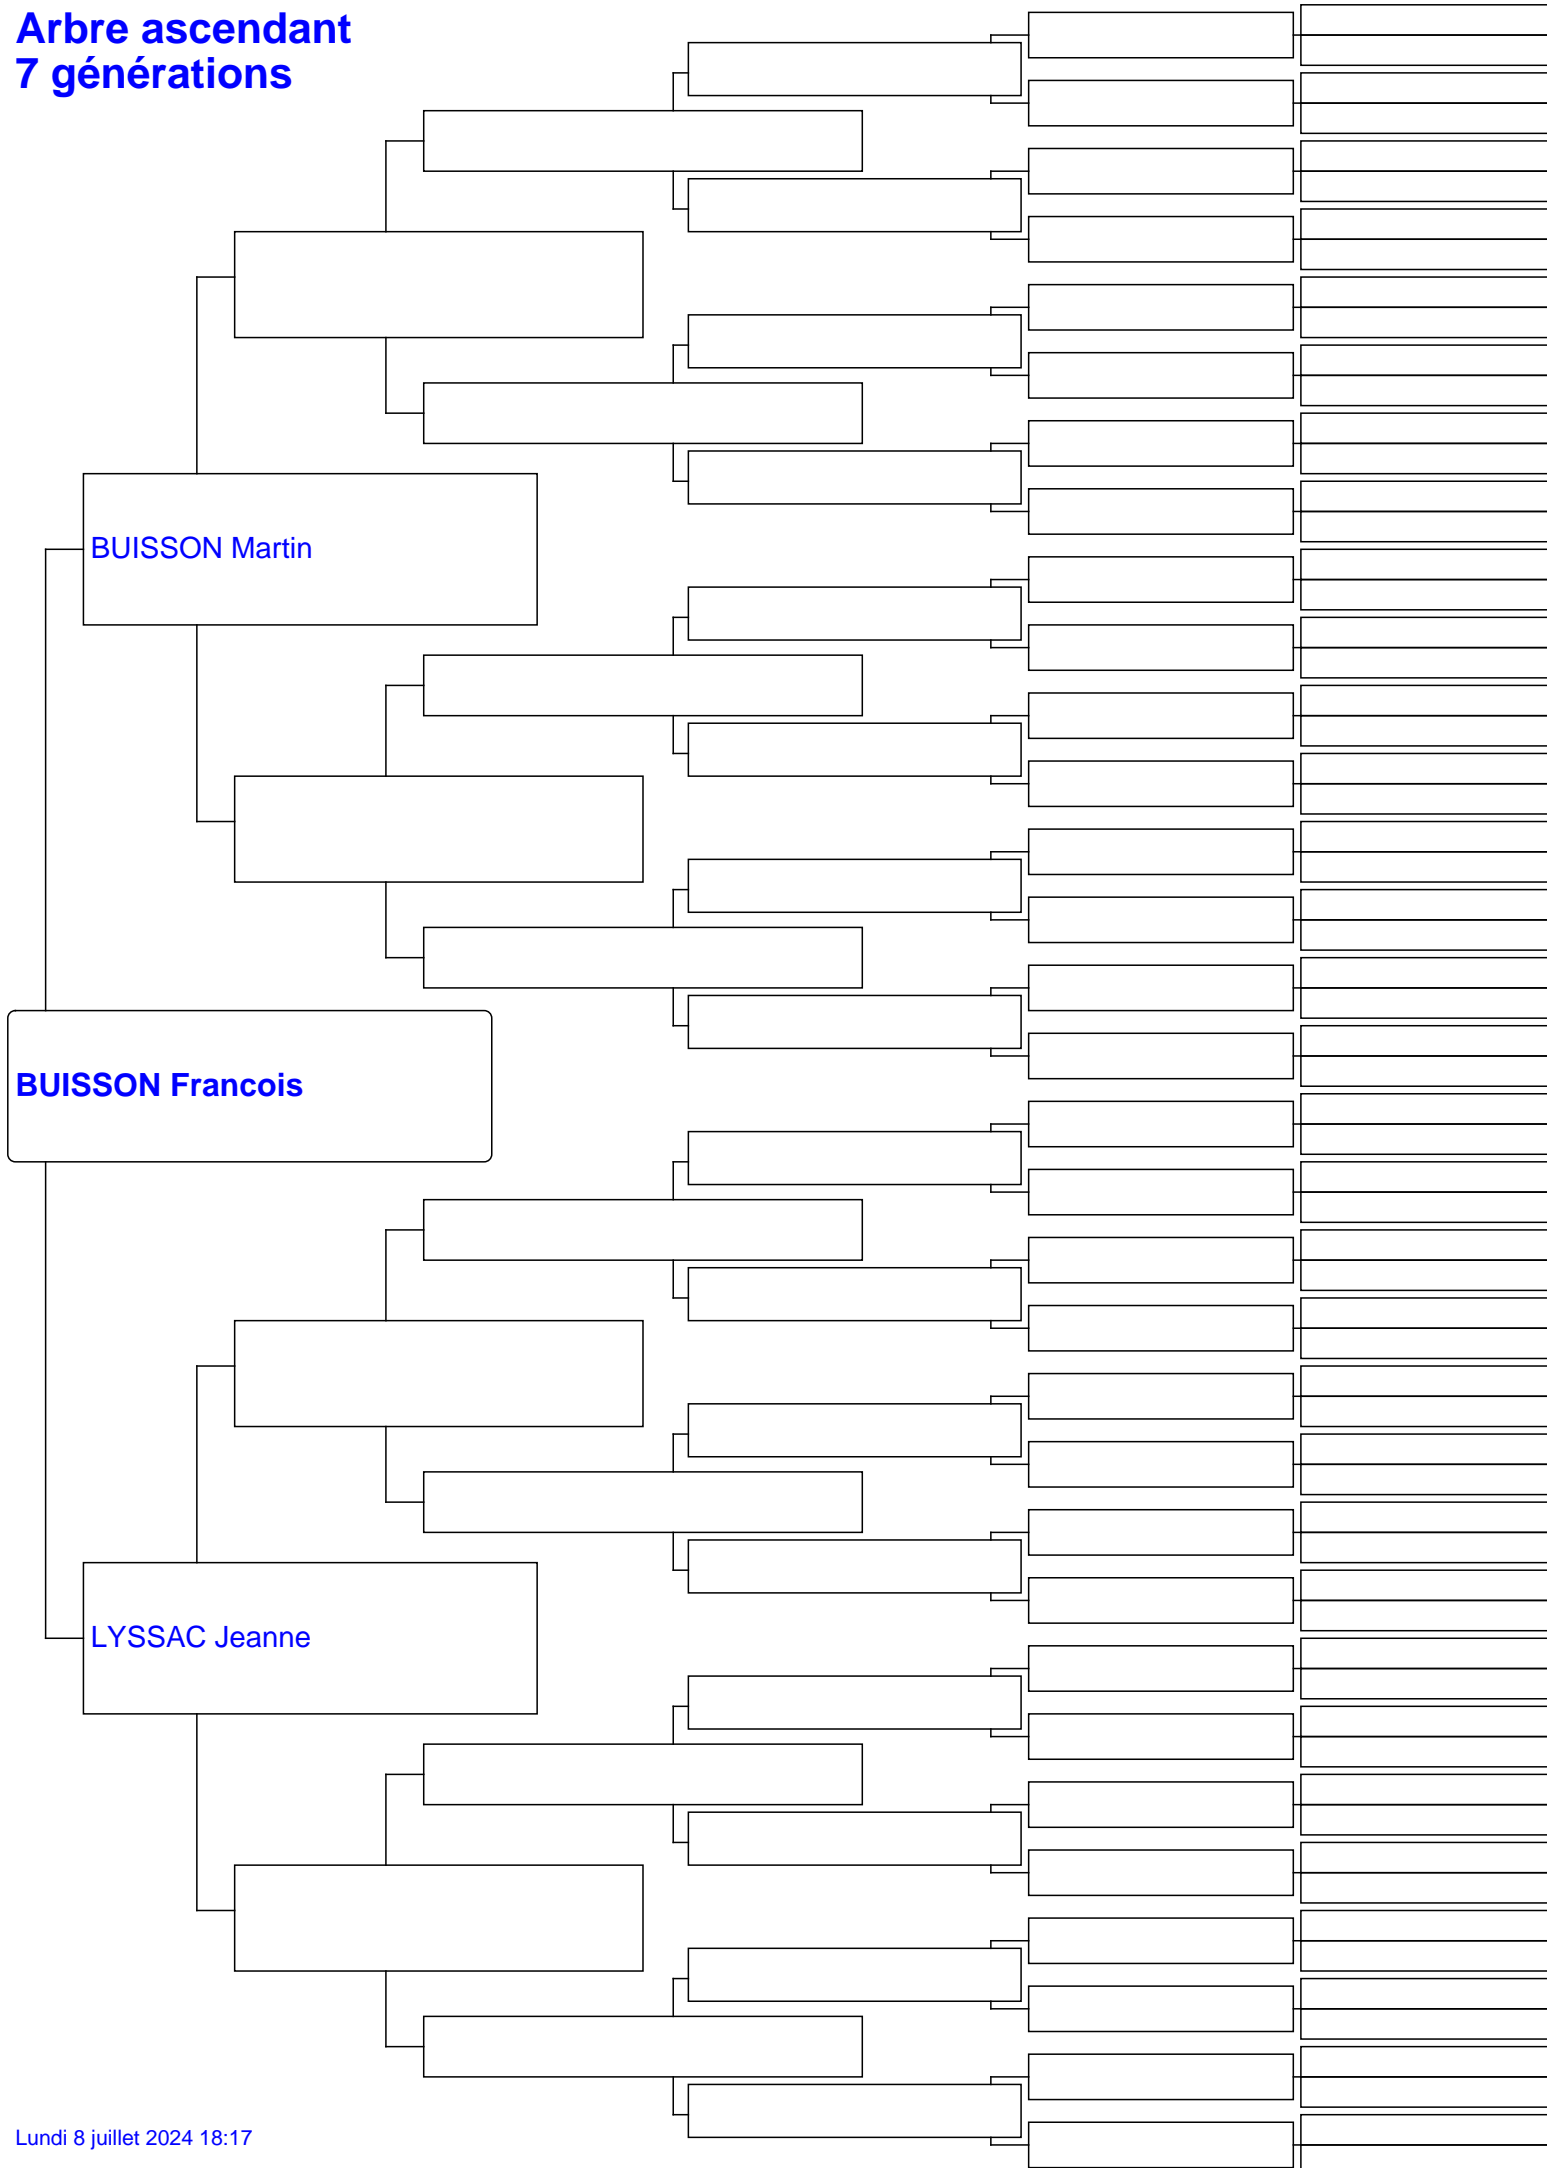 Arbre ascendant
7 générations
BUISSON Martin
BUISSON Francois
LYSSAC Jeanne
Lundi 8 juillet 2024 18:17